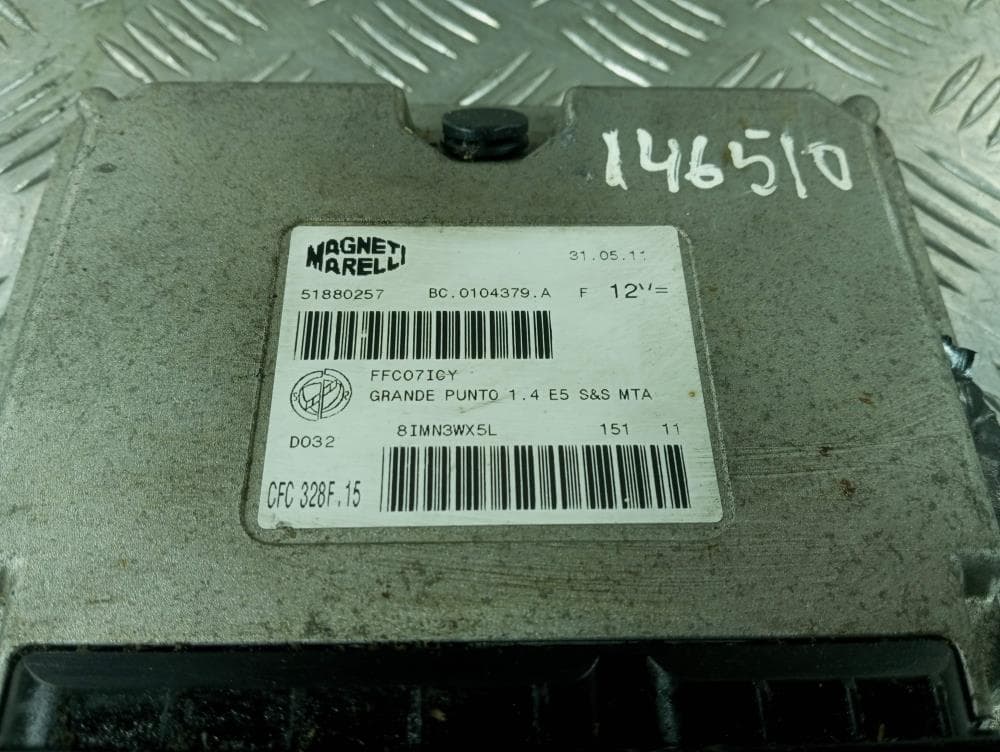 146510
MAGNETI
MARELLI
31.05.11
51880257 BC.0104379.A F 12V=
FFC07IGY
GRANDE PUNTO 1.4 E5 S&S MTA
8IMN3WX5L 151 11
D032
CFC 328F.15